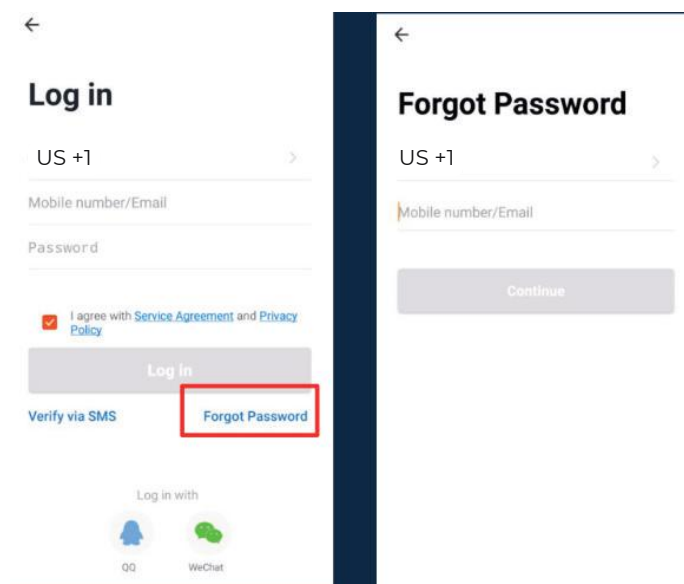 Log in
US +1
Mobile number/Email
Password
I agree with Service Agreement and Privacy
Policy
Log in
Verify via SMS
Forgot Password
Log in with
QQ
WeChat
Forgot Password
US +1
Mobile number/Email
Continue